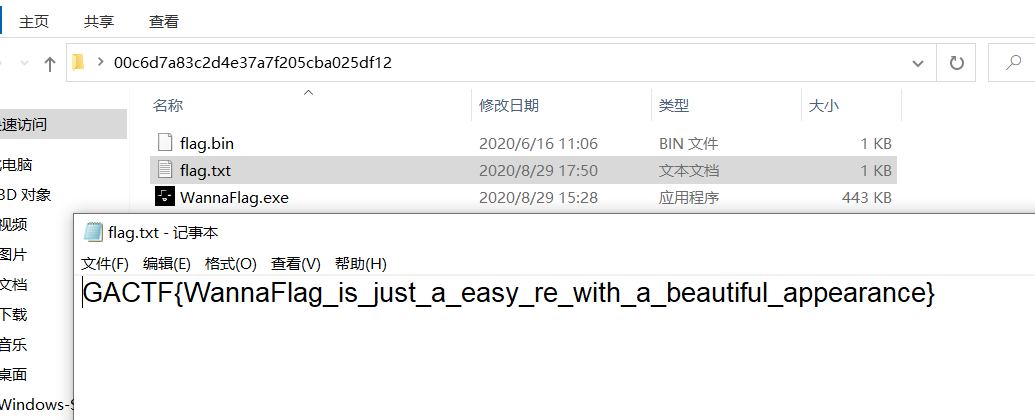 主页 共享 查看
00c6d7a83c2d4e37a7f205cba025df12
名称 修改日期 类型 大小
速访问
flag.bin 2020/6/16 11:06 BIN 文件 1 KB
电脑
flag.txt 2020/8/29 17:50 文本文档 1 KB
3D 对象
WannaFlag.exe 2020/8/29 15:28 应用程序 443 KB
视频
flag.txt - 记事本
图片
文件(F) 编辑(E) 格式(O) 查看(V) 帮助(H)
文档
GACTF{WannaFlag_is_just_a_easy_re_with_a_beautiful_appearance}
下载
音乐
桌面
Windows-S